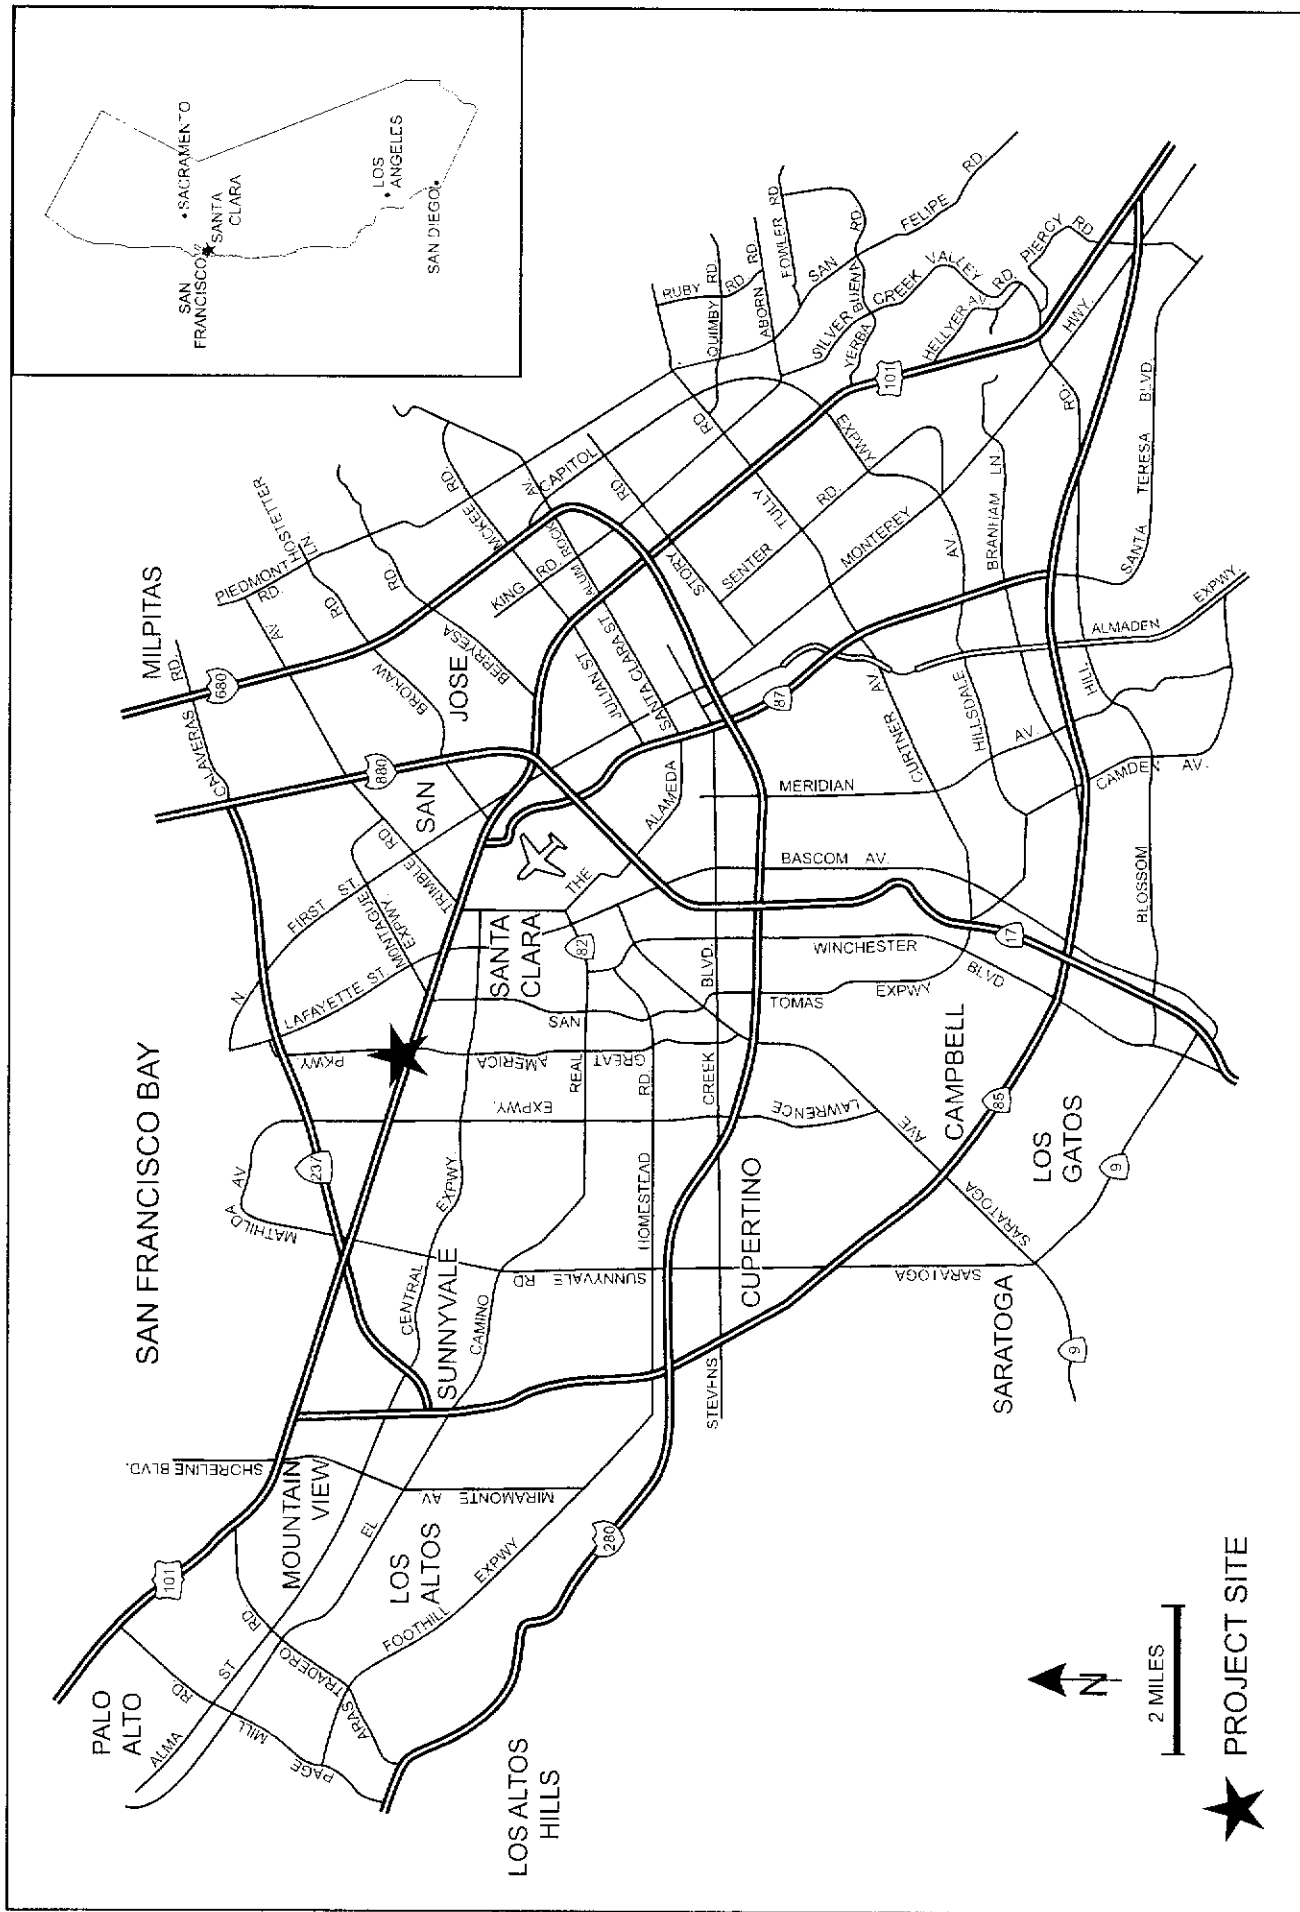 SAN
FRANCISCO
SACRAMENTO
SANTA
CLARA
LOS
ANGELES
SAN DIEGO
SAN FRANCISCO BAY
MILPITAS
PALO
ALTO
MOUNTAIN
VIEW
LOS
ALTOS
LOS ALTOS
HILLS
SUNNYVALE
SANTA
CLARA
SAN
JOSE
CUPERTINO
CAMPBELL
SARATOGA
LOS
GATOS
101
PAGE
MILL
RD.
ALMA
ST
ARASTRADERO
RD.
FOOTHILL
EXPWY
280
EL
CAMINO
REAL
MIRAMONTE
AV.
SHORELINE BLVD.
CENTRAL
EXPWY.
MATHILDA
AV
237
SUNNYVALE
RD
SARATOGA
STEVENS
CREEK
BLVD.
HOMESTEAD
RD.
LAWRENCE
EXPWY.
GREAT
AMERICA
PKWY.
SAN
TOMAS
EXPWY
LAFAYETTE ST.
N.
FIRST
ST.
MONTAGUE
EXPWY.
TRIMBLE
RD
82
THE
ALAMEDA
WINCHESTER
BLVD
BASCOM AV.
MERIDIAN
AV.
SARATOGA
AVE
9
9
85
17
87
880
680
CALAVERAS
RD.
PIEDMONT
RD.
HOSTETTER
LN.
AV
RD
BROKAW
BERRYESA
RD.
MCKEE
RD.
JULIAN ST.
SANTA CLARA ST.
ALUM
ROCK
AV.
KING
RD.
CAPITOL
EXPWY
STORY
RD
TULLY
RD
SENTER
RD.
MONTEREY
HWY.
CURTNER
AV
HILLSDALE
AV
BRANHAM
LN.
BLOSSOM
HILL
RD.
CAMDEN
AV.
ALMADEN
EXPWY.
SANTA
TERESA
BLVD.
101
RUBY
RD.
QUIMBY
RD.
ABORN
RD.
FOWLER
RD
YERBA
BUENA
RD.
SAN
FELIPE
RD.
SILVER
CREEK
VALLEY
RD.
HELLYER
AV.
PIERCY
RD
N
2 MILES
PROJECT SITE